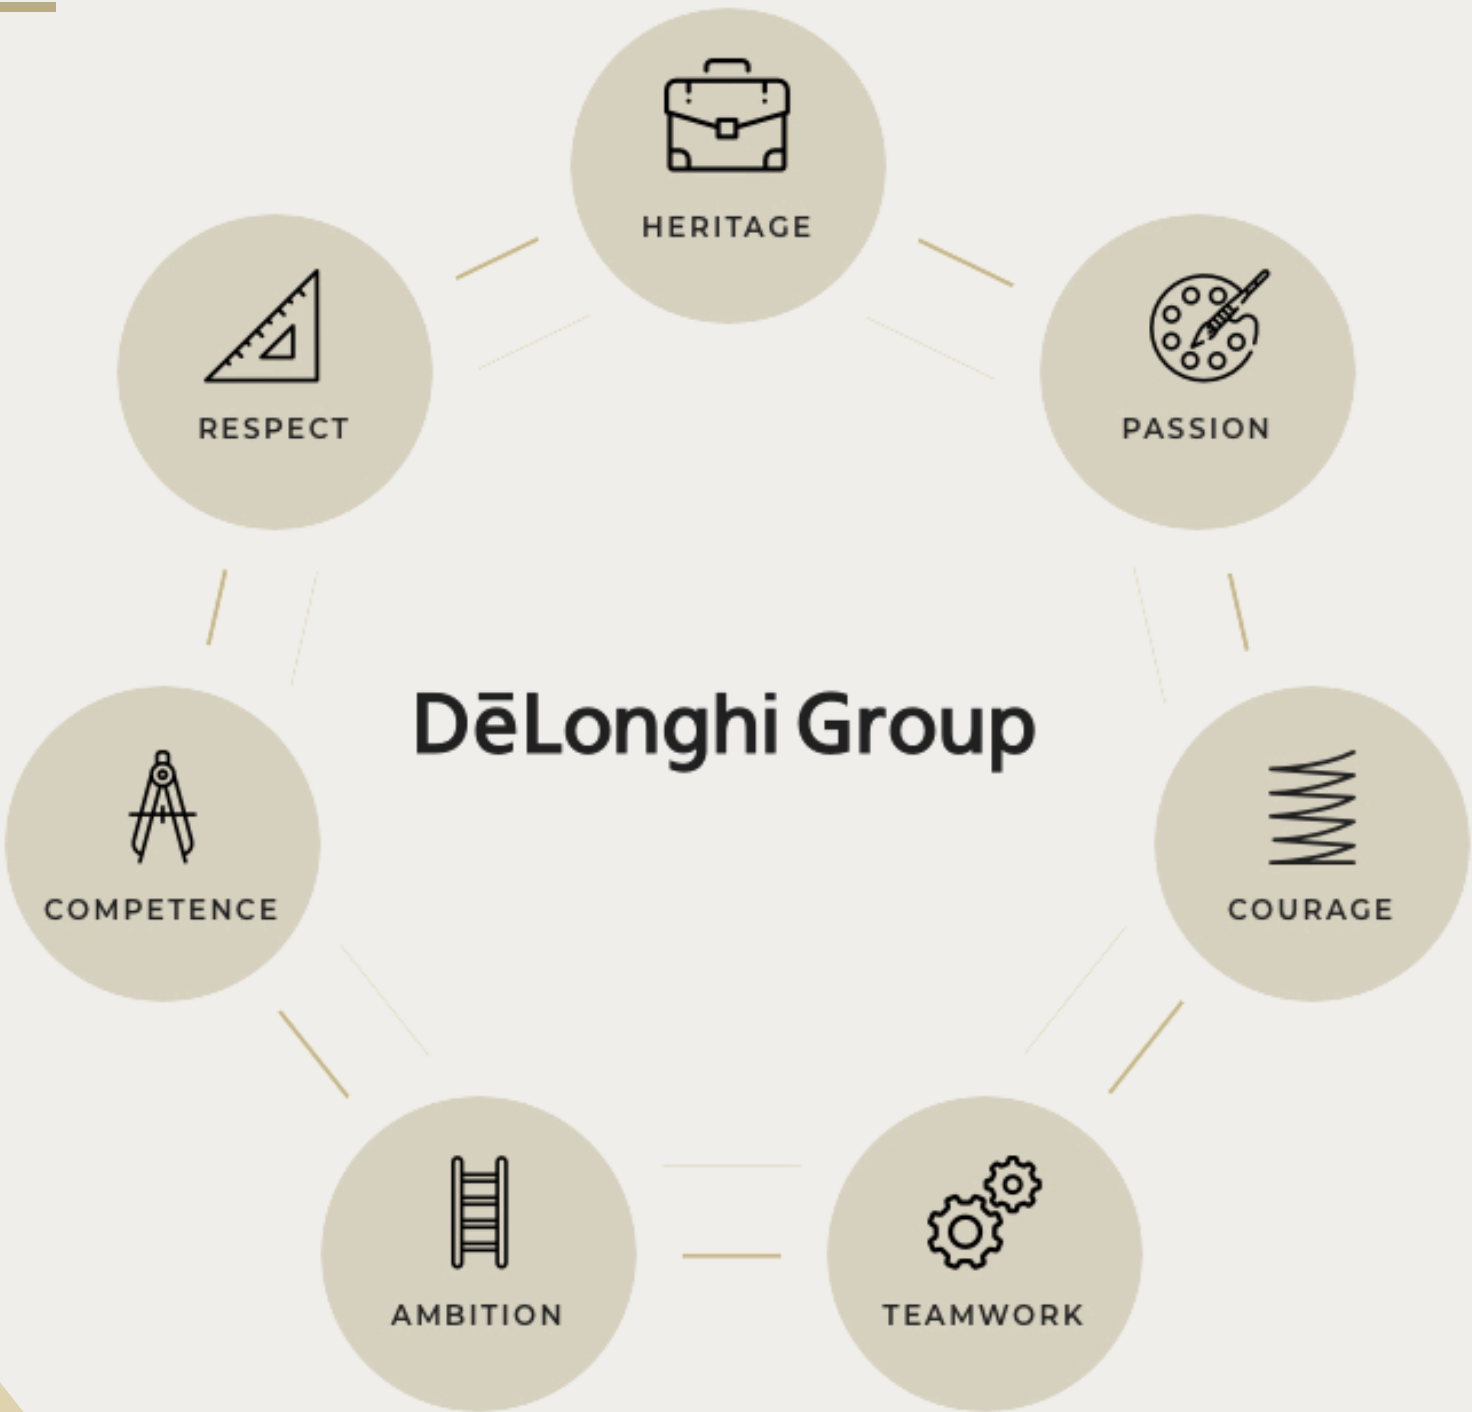 HERITAGE
RESPECT
PASSION
DēLonghi Group
COMPETENCE
COURAGE
AMBITION
TEAMWORK